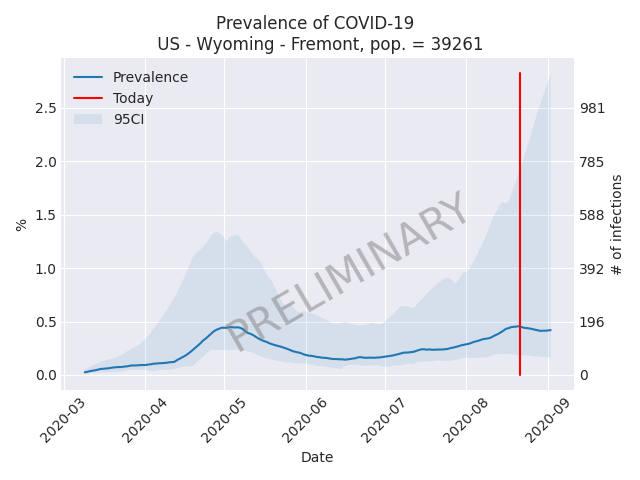 Prevalence of COVID-19
US - Wyoming - Fremont, pop. = 39261
Prevalence
Today
95CI
PRELIMINARY
%
2.5
2.0
1.5
1.0
0.5
0.0
981
785
588
392
196
0
# of infections
2020-03
2020-04
2020-05
2020-06
2020-07
2020-08
2020-09
Date